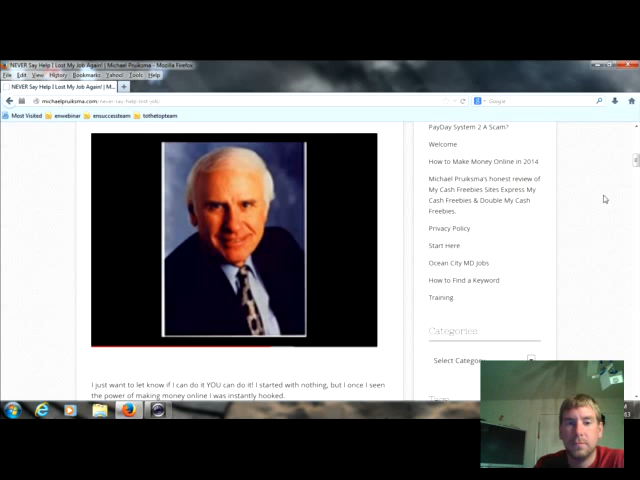 NEVER Say Help I Lost My Job Again! | Michael Pruiksma - Mozilla Firefox
File Edit View History Bookmarks Yahoo Tools Help
NEVER Say Help I Lost My Job Again! | M...
michaelpruiksma.com/never-say-help-lost-job/
Google
Most Visited enwebinar ensuccessteam tothetopteam
PayDay System 2 A Scam?
Welcome
How to Make Money Online in 2014
Michael Pruiksma's honest review of
My Cash Freebies Sites Express My
Cash Freebies & Double My Cash
Freebies.
Privacy Policy
Start Here
Ocean City MD Jobs
How to Find a Keyword
Training
Categories
Select Category
I just want to let know if I can do it YOU can do it! I started with nothing, but I once I seen
the power of making money online I was instantly hooked.